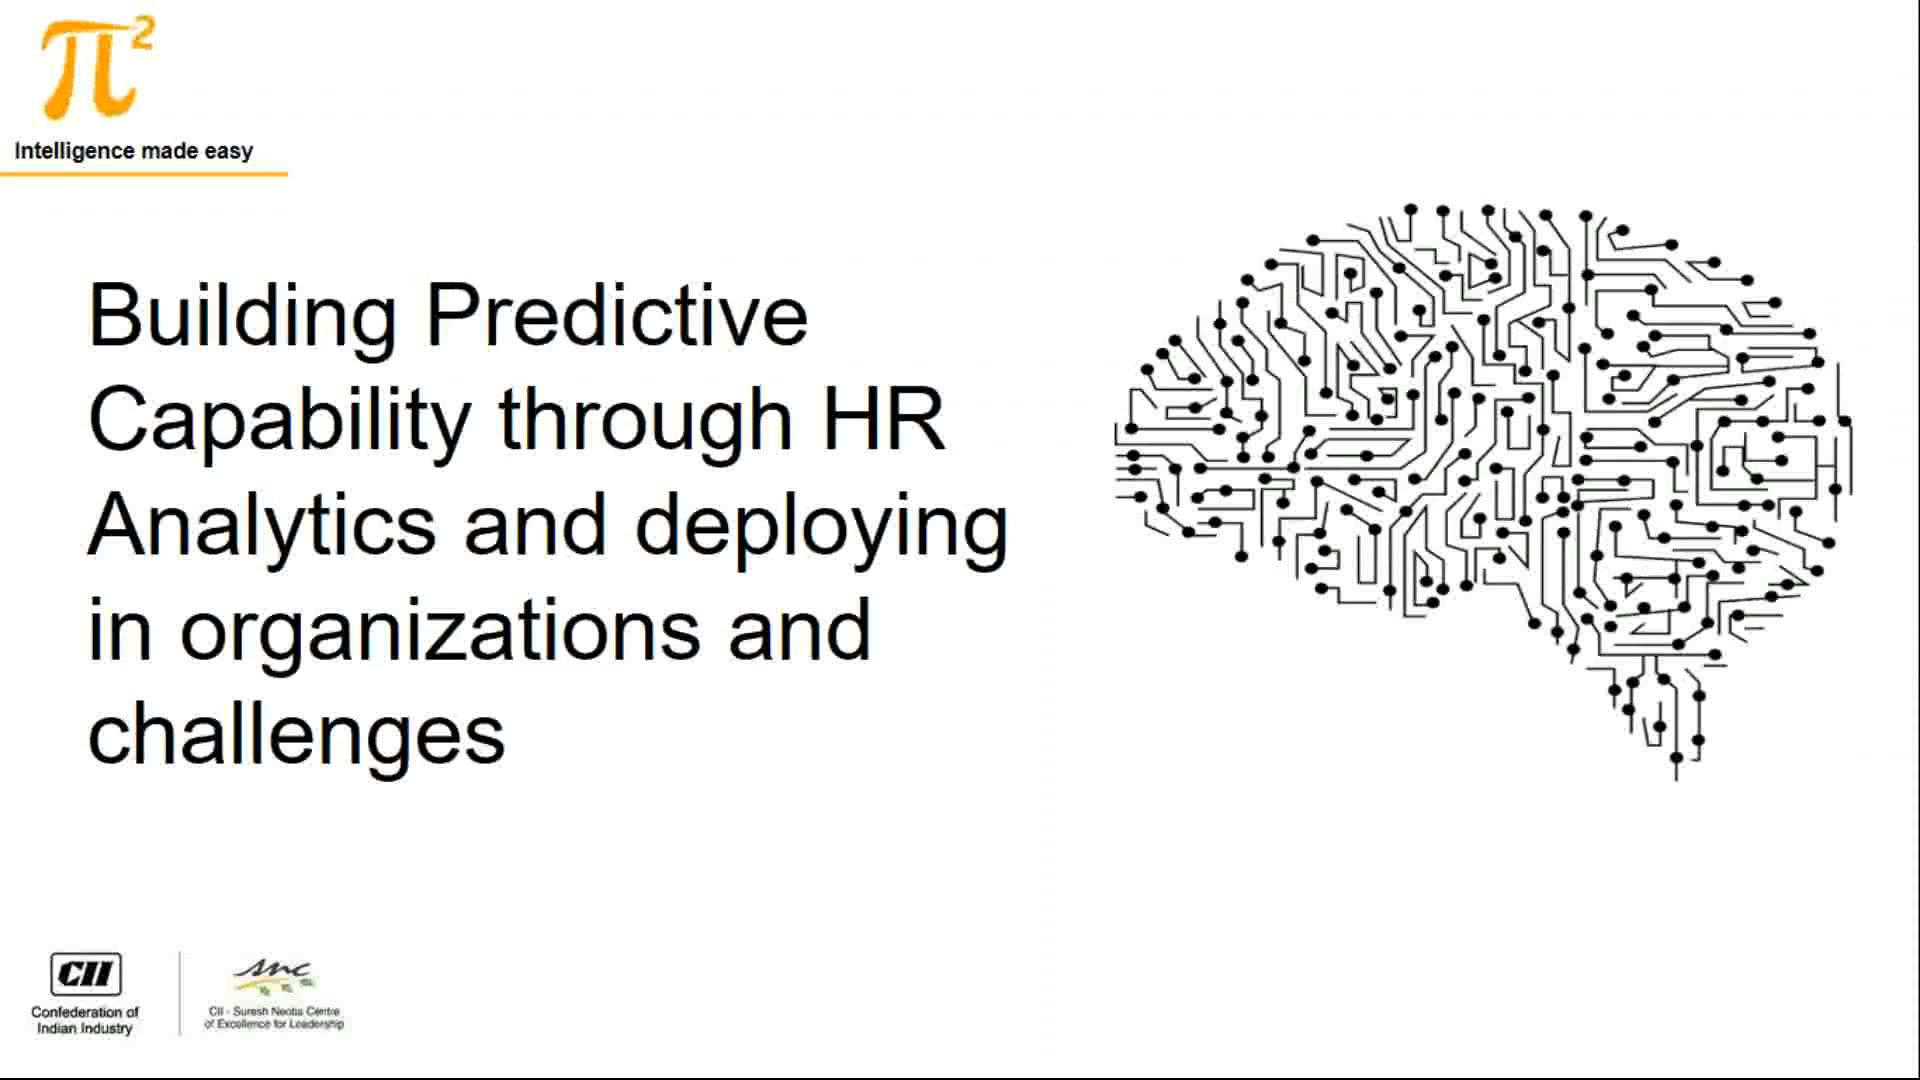 π²
Intelligence made easy
Building Predictive
Capability through HR
Analytics and deploying
in organizations and
challenges
CII
Confederation of
Indian Industry
snc
CII - Suresh Neotia Centre
of Excellence for Leadership